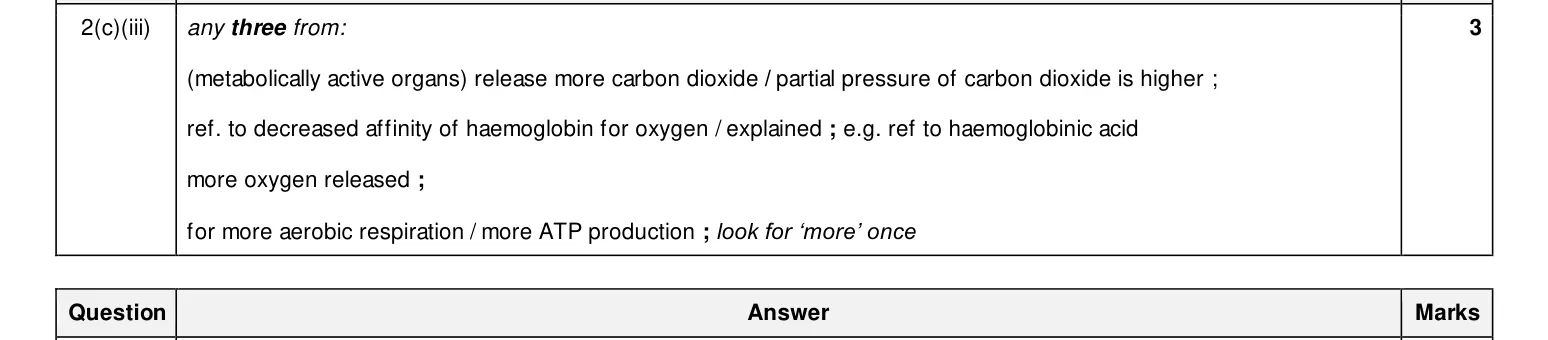 2(c)(iii) any three from: 3
(metabolically active organs) release more carbon dioxide / partial pressure of carbon dioxide is higher ;
ref. to decreased affinity of haemoglobin for oxygen / explained ; e.g. ref to haemoglobinic acid
more oxygen released ;
for more aerobic respiration / more ATP production ; look for ‘more’ once
Question Answer Marks